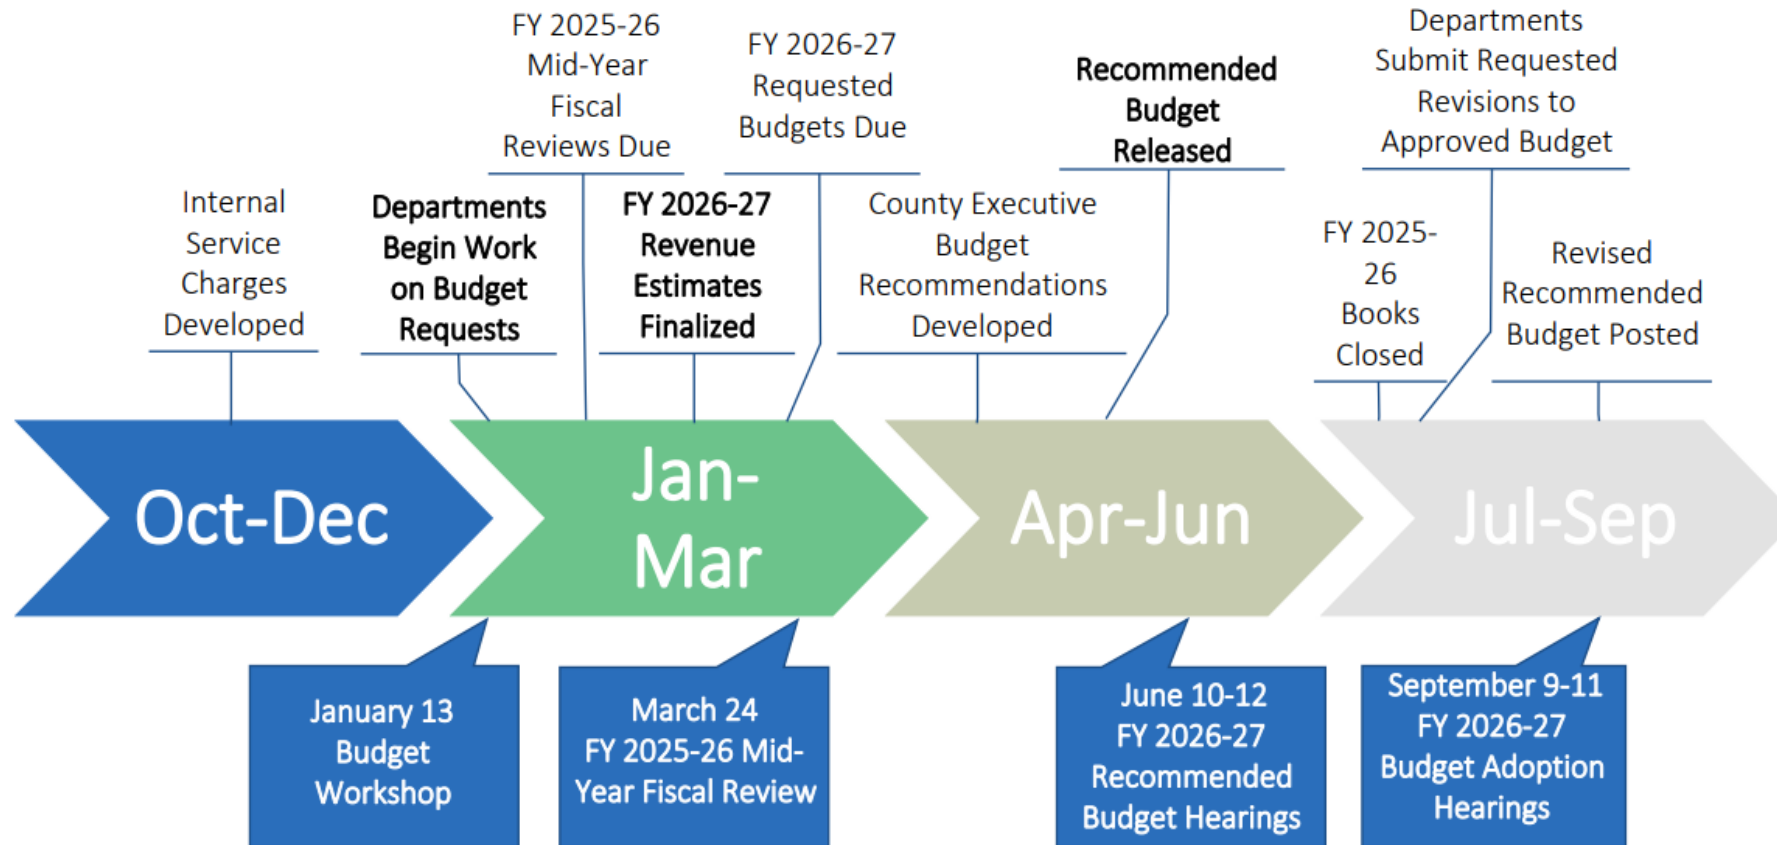 Internal
Service
Charges
Developed
Departments
Begin Work
on Budget
Requests
FY 2025-26
Mid-Year
Fiscal
Reviews Due
FY 2026-27
Revenue
Estimates
Finalized
FY 2026-27
Requested
Budgets Due
County Executive
Budget
Recommendations
Developed
Recommended
Budget
Released
FY 2025-
26
Books
Closed
Departments
Submit Requested
Revisions to
Approved Budget
Revised
Recommended
Budget Posted
Oct-Dec
Jan-
Mar
Apr-Jun
Jul-Sep
January 13
Budget
Workshop
March 24
FY 2025-26 Mid-
Year Fiscal Review
June 10-12
FY 2026-27
Recommended
Budget Hearings
September 9-11
FY 2026-27
Budget Adoption
Hearings